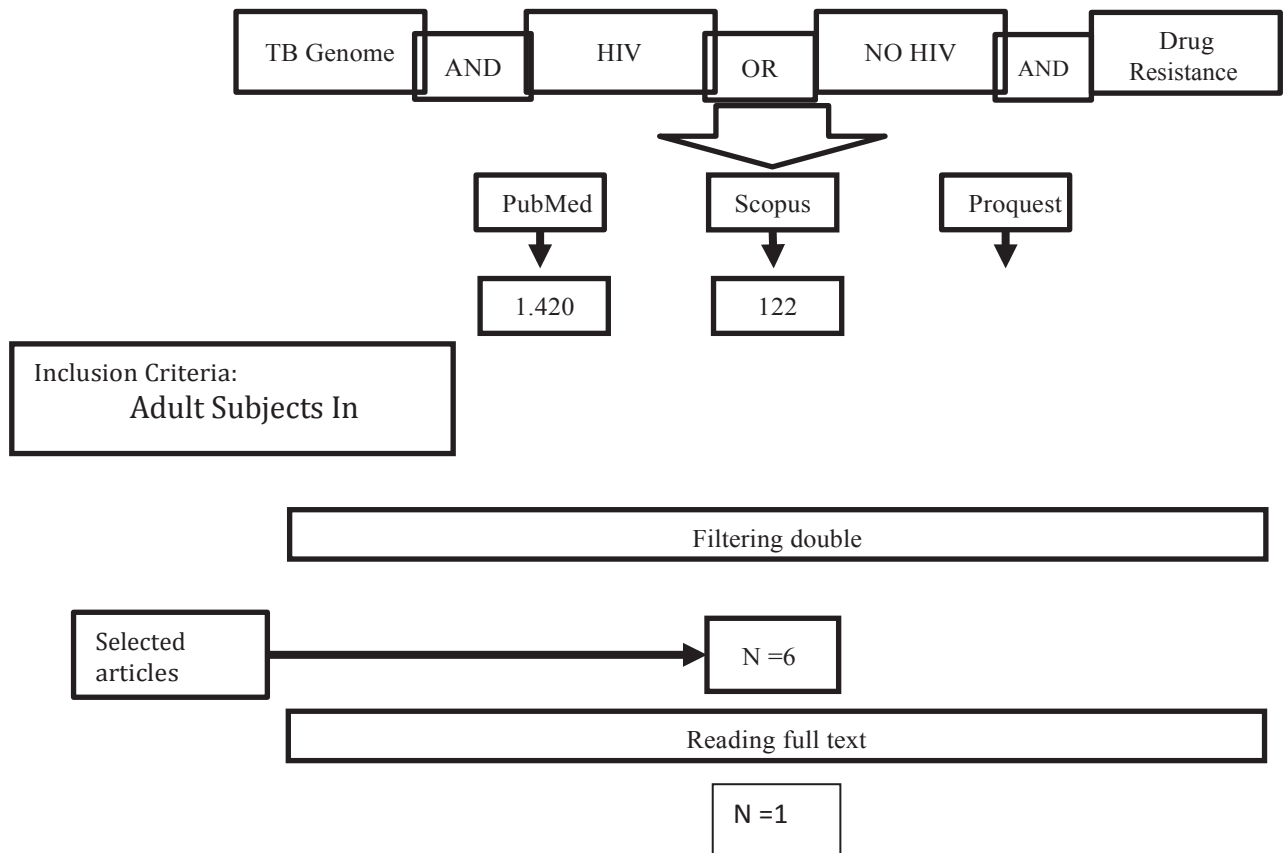 TB Genome
AND
HIV
OR
NO HIV
AND
Drug
Resistance
PubMed
Scopus
Proquest
1.420
122
Inclusion Criteria:
Adult Subjects In
Filtering double
Selected
articles
N =6
Reading full text
N =1